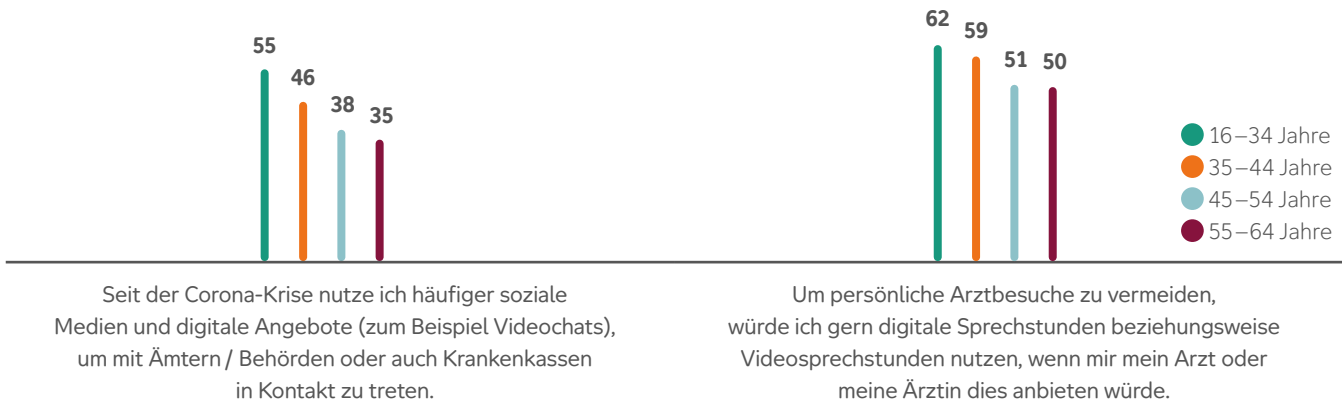 55
46
38
35
62
59
51
50
16–34 Jahre
35–44 Jahre
45–54 Jahre
55–64 Jahre
Seit der Corona-Krise nutze ich häufiger soziale
Medien und digitale Angebote (zum Beispiel Videochats),
um mit Ämtern / Behörden oder auch Krankenkassen
in Kontakt zu treten.
Um persönliche Arztbesuche zu vermeiden,
würde ich gern digitale Sprechstunden beziehungsweise
Videosprechstunden nutzen, wenn mir mein Arzt oder
meine Ärztin dies anbieten würde.